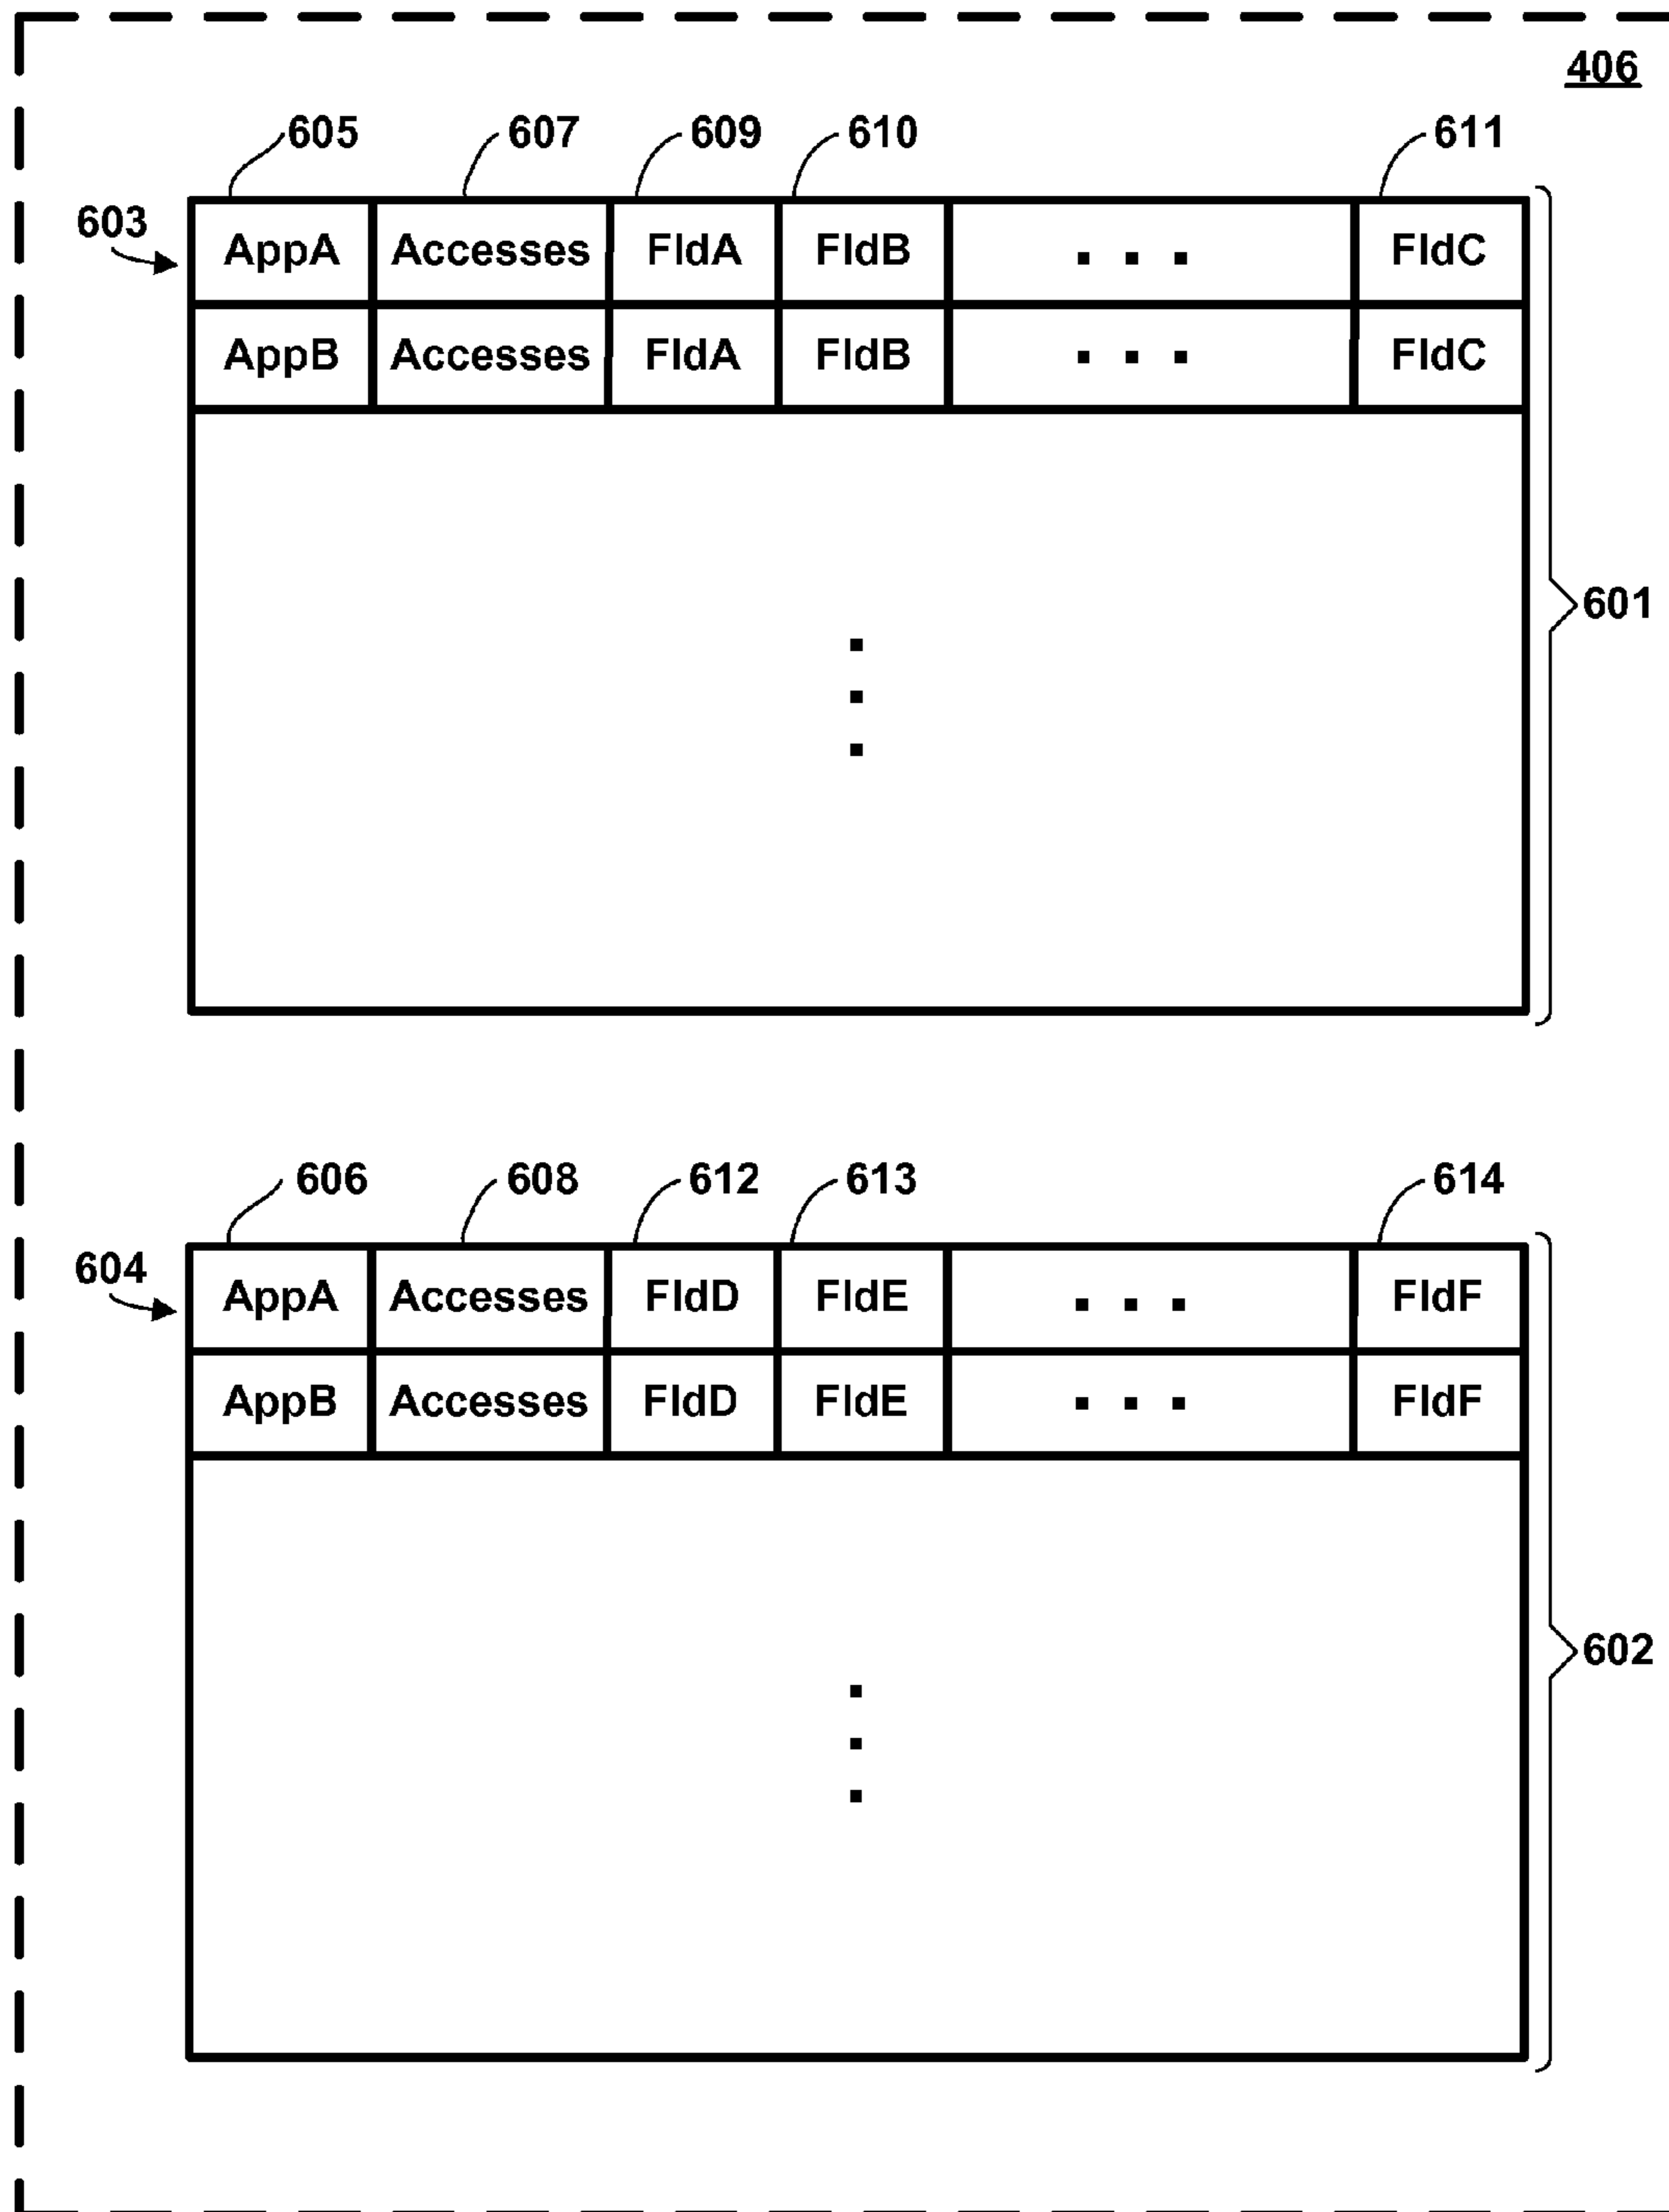 406
605 607 609 610 611
603
AppA Accesses FldA FldB . . . FldC
AppB Accesses FldA FldB . . . FldC
601
606 608 612 613 614
604
AppA Accesses FldD FldE . . . FldF
AppB Accesses FldD FldE . . . FldF
602